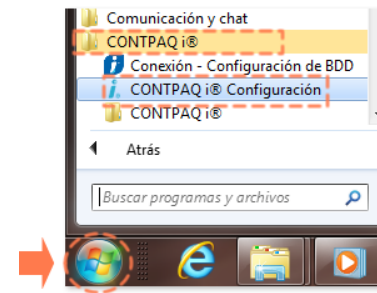 Comunicación y chat
CONTPAQ i®
Conexión - Configuración de BDD
CONTPAQ i® Configuración
CONTPAQ i®
Atrás
Buscar programas y archivos